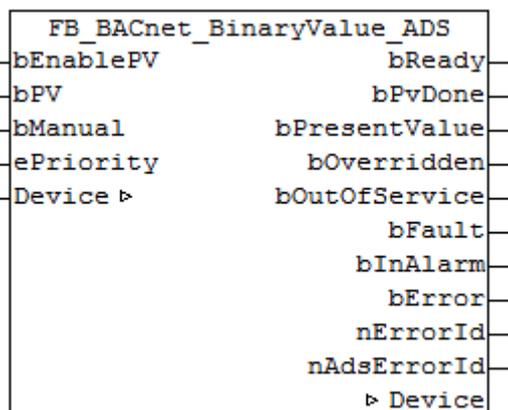 FB_BACnet_BinaryValue_ADS
bEnablePV bReady
bPV bPvDone
bManual bPresentValue
ePriority bOverridden
Device ▹ bOutOfService
bFault
bInAlarm
bError
nErrorId
nAdsErrorId
▹ Device